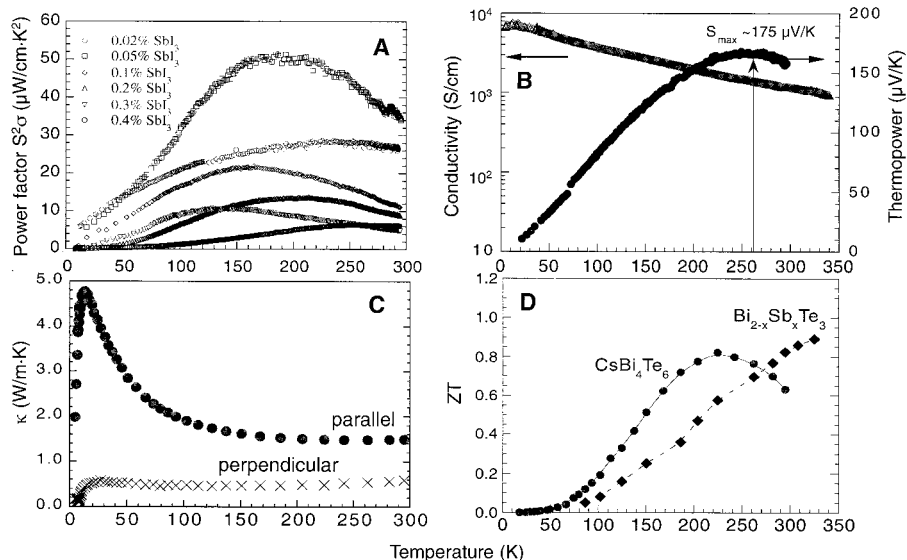 A
Power factor S²σ (μW/cm·K²)
60
50
40
30
20
10
0
0.02% SbI₃
0.05% SbI₃
0.1% SbI₃
0.2% SbI₃
0.3% SbI₃
0.4% SbI₃
0 50 100 150 200 250 300
B
Conductivity (S/cm)
10⁴
10³
10²
10
Sₘₐₓ ~175 μV/K
Thermopower (μV/K)
200
150
100
50
0
0 50 100 150 200 250 300 350
C
κ (W/m·K)
5.0
4.0
3.0
2.0
1.0
0.0
parallel
perpendicular
0 50 100 150 200 250 300
D
ZT
1.2
1.0
0.8
0.6
0.4
0.2
0.0
CsBi₄Te₆
Bi₂₋ₓSbₓTe₃
0 50 100 150 200 250 300 350
Temperature (K)